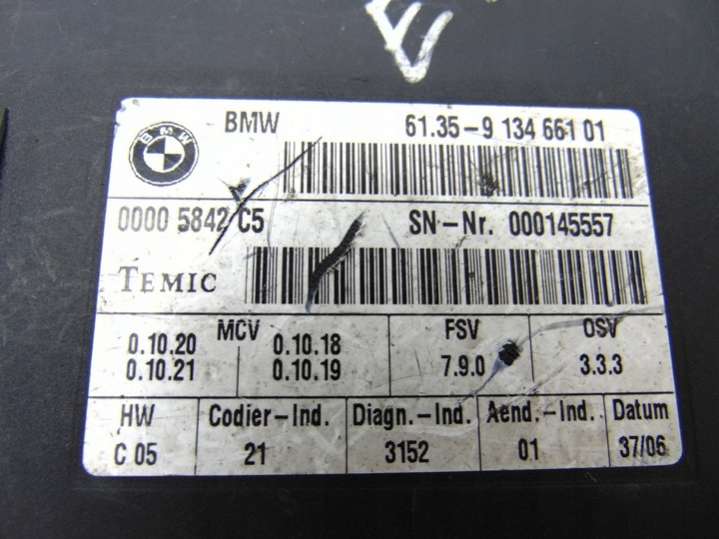 BMW 61.35-9 134 661 01
BMW
0000 5842 C5 SN-Nr. 000145557
TEMIC
MCV FSV OSV
0.10.20 0.10.18
0.10.21 0.10.19 7.9.0 3.3.3
HW Codier-Ind. Diagn.-Ind. Aend.-Ind. Datum
C 05 21 3152 01 37/06